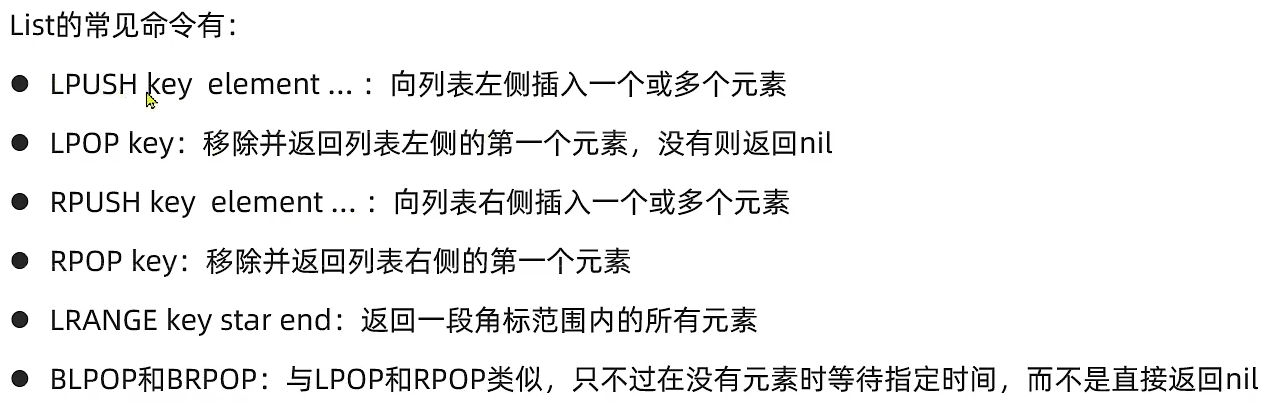 List的常见命令有：
● LPUSH key  element ... ：向列表左侧插入一个或多个元素
● LPOP key：移除并返回列表左侧的第一个元素，没有则返回nil
● RPUSH key  element ... ：向列表右侧插入一个或多个元素
● RPOP key：移除并返回列表右侧的第一个元素
● LRANGE key star end：返回一段角标范围内的所有元素
● BLPOP和BRPOP：与LPOP和RPOP类似，只不过在没有元素时等待指定时间，而不是直接返回nil